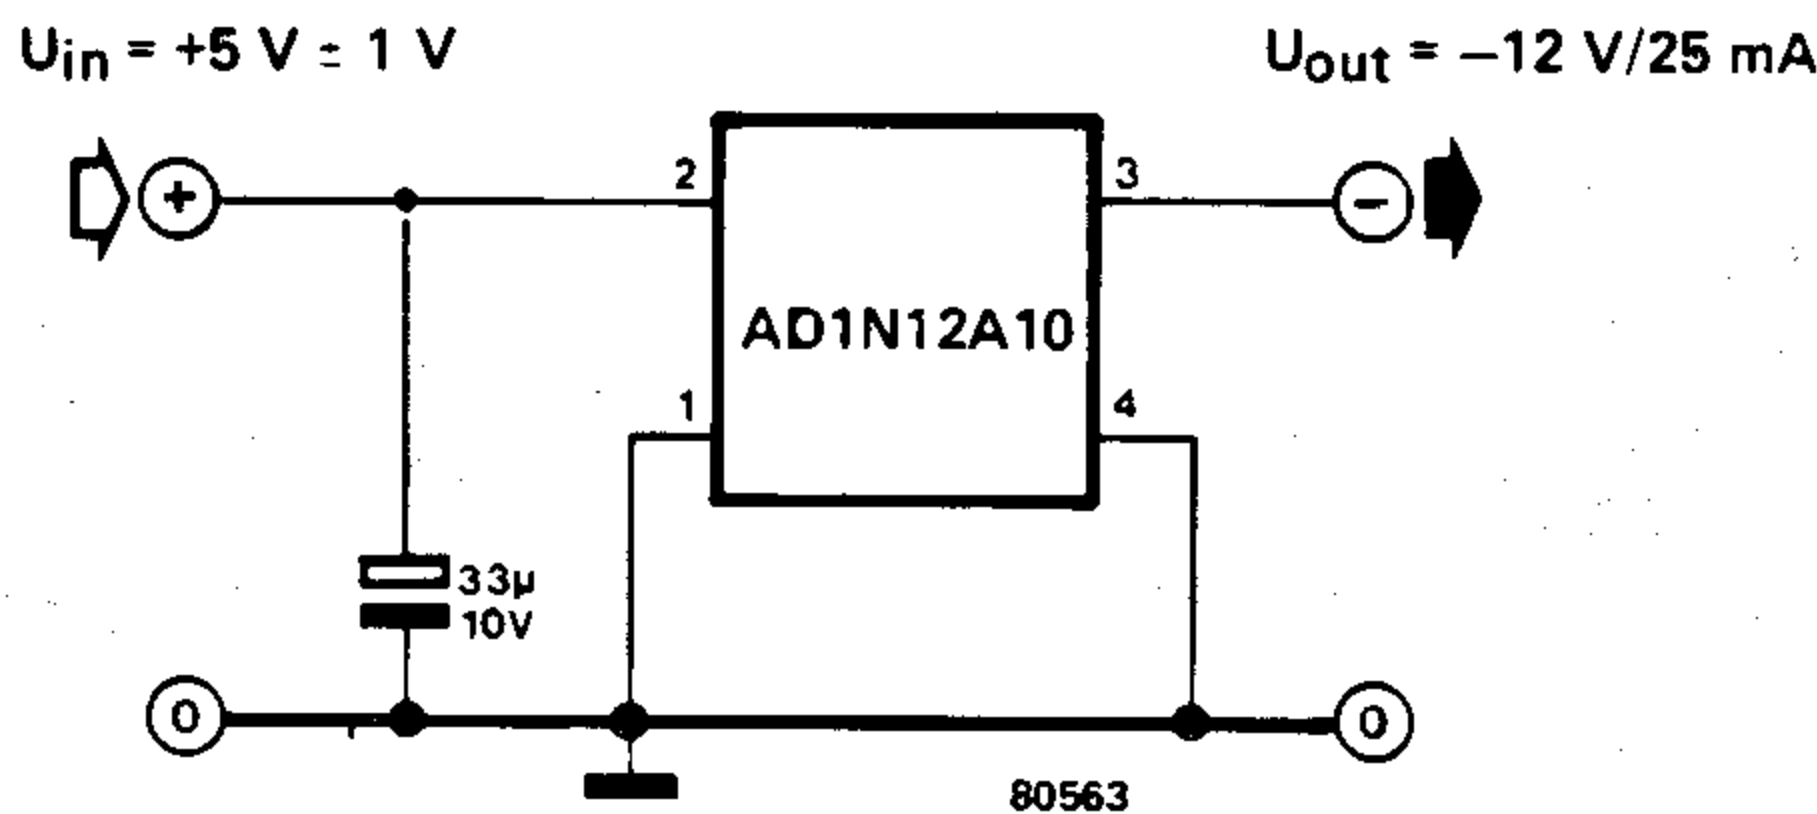 Uin = +5 V ± 1 V
Uout = −12 V/25 mA
+
2
3
−
AD1N12A10
1
4
33µ
10V
0
0
80563